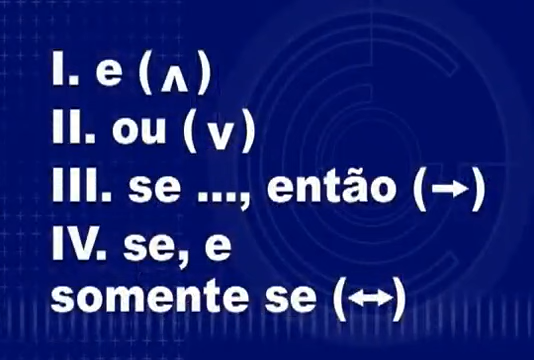 I. e (∧)
II. ou (∨)
III. se ..., então (→)
IV. se, e
somente se (↔)